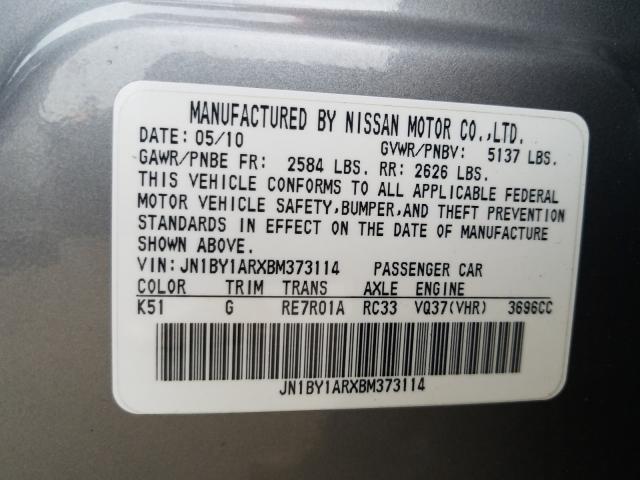 MANUFACTURED BY NISSAN MOTOR CO.,LTD.
DATE: 05/10 GVWR/PNBV: 5137 LBS.
GAWR/PNBE FR: 2584 LBS. RR: 2626 LBS.
THIS VEHICLE CONFORMS TO ALL APPLICABLE FEDERAL
MOTOR VEHICLE SAFETY,BUMPER,AND THEFT PREVENTION
STANDARDS IN EFFECT ON THE DATE OF MANUFACTURE
SHOWN ABOVE.
VIN: JN1BY1ARXBM373114 PASSENGER CAR
COLOR TRIM TRANS AXLE ENGINE
K51 G RE7R01A RC33 VQ37(VHR) 3696CC
JN1BY1ARXBM373114